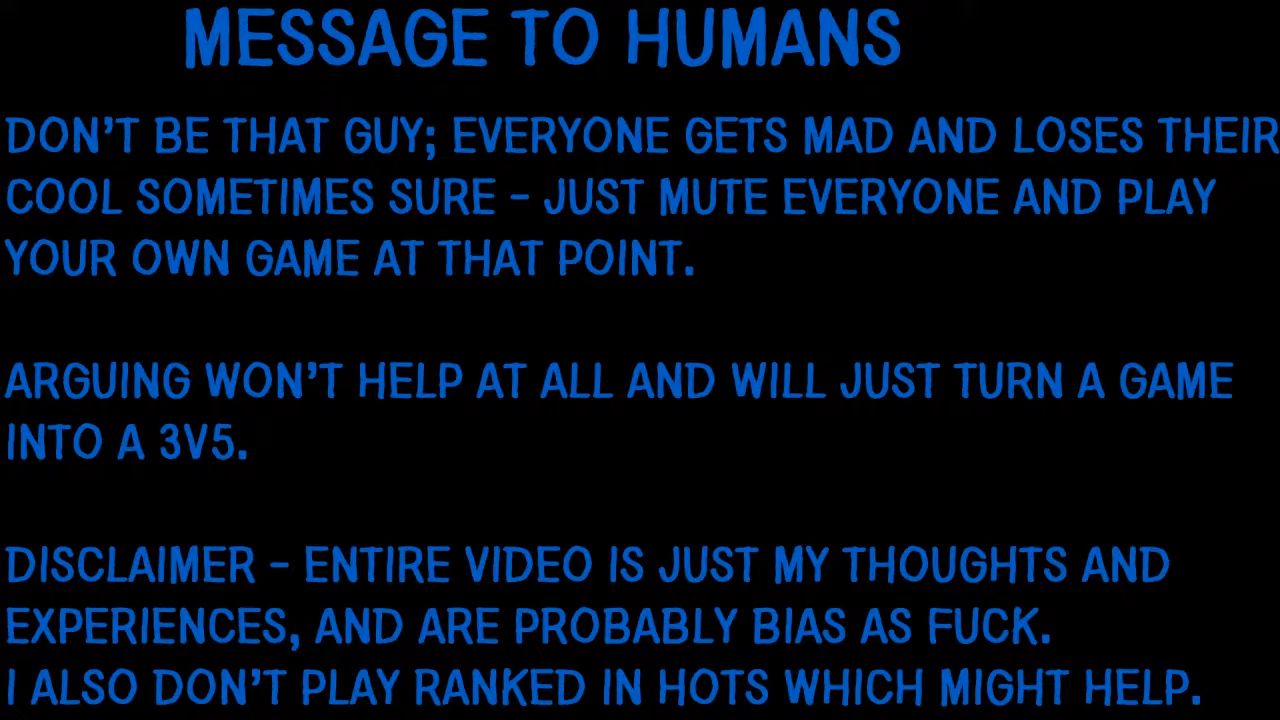 MESSAGE TO HUMANS
DON'T BE THAT GUY; EVERYONE GETS MAD AND LOSES THEIR
COOL SOMETIMES SURE - JUST MUTE EVERYONE AND PLAY
YOUR OWN GAME AT THAT POINT.
ARGUING WON'T HELP AT ALL AND WILL JUST TURN A GAME
INTO A 3V5.
DISCLAIMER - ENTIRE VIDEO IS JUST MY THOUGHTS AND
EXPERIENCES, AND ARE PROBABLY BIAS AS FUCK.
I ALSO DON'T PLAY RANKED IN HOTS WHICH MIGHT HELP.